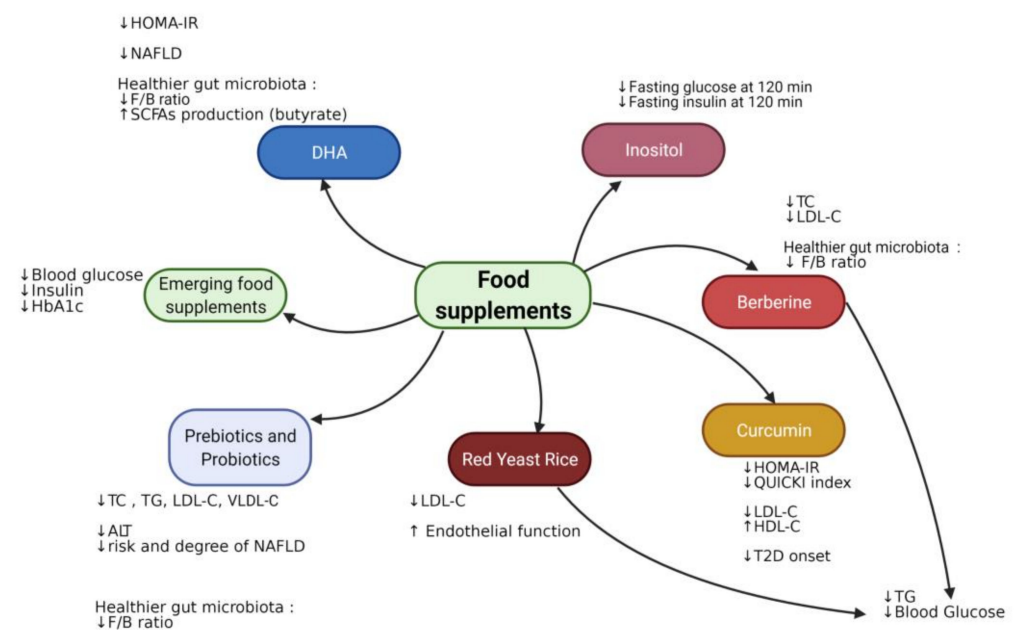 ↓HOMA-IR
↓NAFLD
Healthier gut microbiota :
↓F/B ratio
↑SCFAs production (butyrate)
DHA
↓Fasting glucose at 120 min
↓Fasting insulin at 120 min
Inositol
↓TC
↓LDL-C
Healthier gut microbiota :
↓ F/B ratio
Berberine
Food
supplements
↓Blood glucose
↓Insulin
↓HbA1c
Emerging food
supplements
Prebiotics and
Probiotics
↓TC , TG, LDL-C, VLDL-C
↓ALT
↓risk and degree of NAFLD
Healthier gut microbiota :
↓F/B ratio
Red Yeast Rice
↓LDL-C
↑ Endothelial function
Curcumin
↓HOMA-IR
↓QUICKI index
↓LDL-C
↑HDL-C
↓T2D onset
↓TG
↓Blood Glucose